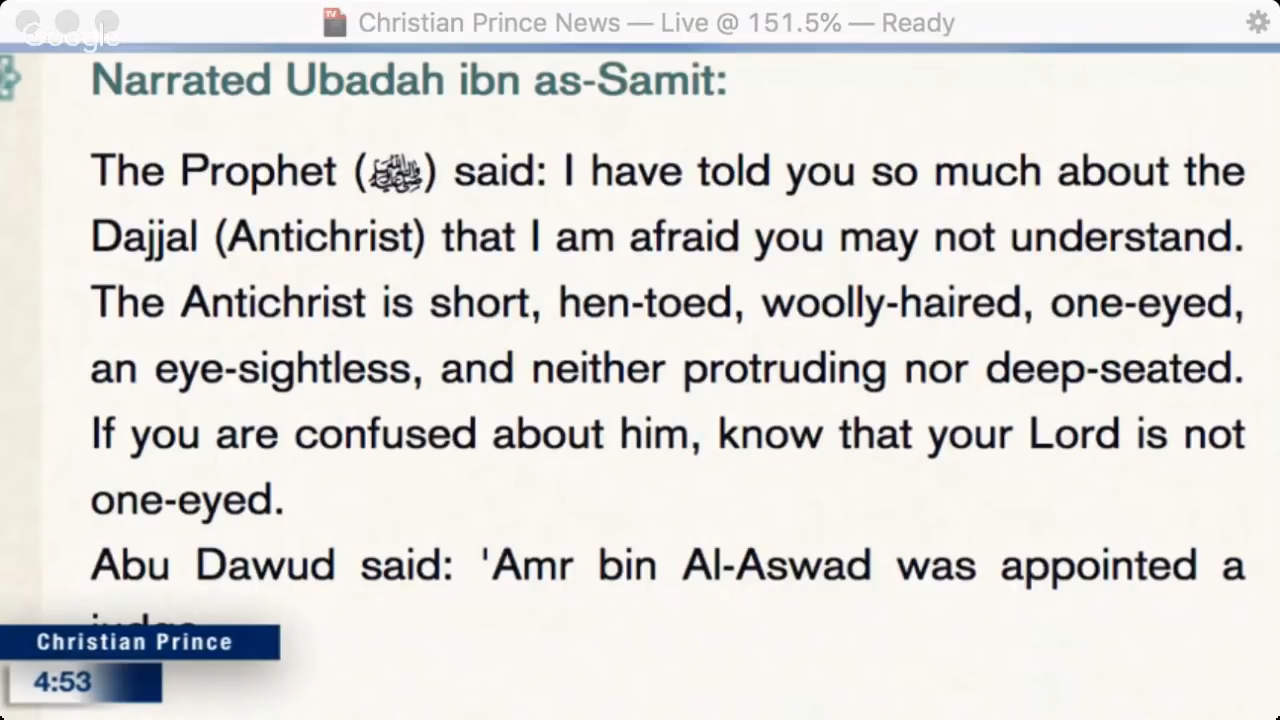 Christian Prince News — Live @ 151.5% — Ready
Google
TV
Narrated Ubadah ibn as-Samit:
The Prophet (ﷺ) said: I have told you so much about the
Dajjal (Antichrist) that I am afraid you may not understand.
The Antichrist is short, hen-toed, woolly-haired, one-eyed,
an eye-sightless, and neither protruding nor deep-seated.
If you are confused about him, know that your Lord is not
one-eyed.
Abu Dawud said: 'Amr bin Al-Aswad was appointed a
judge.
Christian Prince
4:53